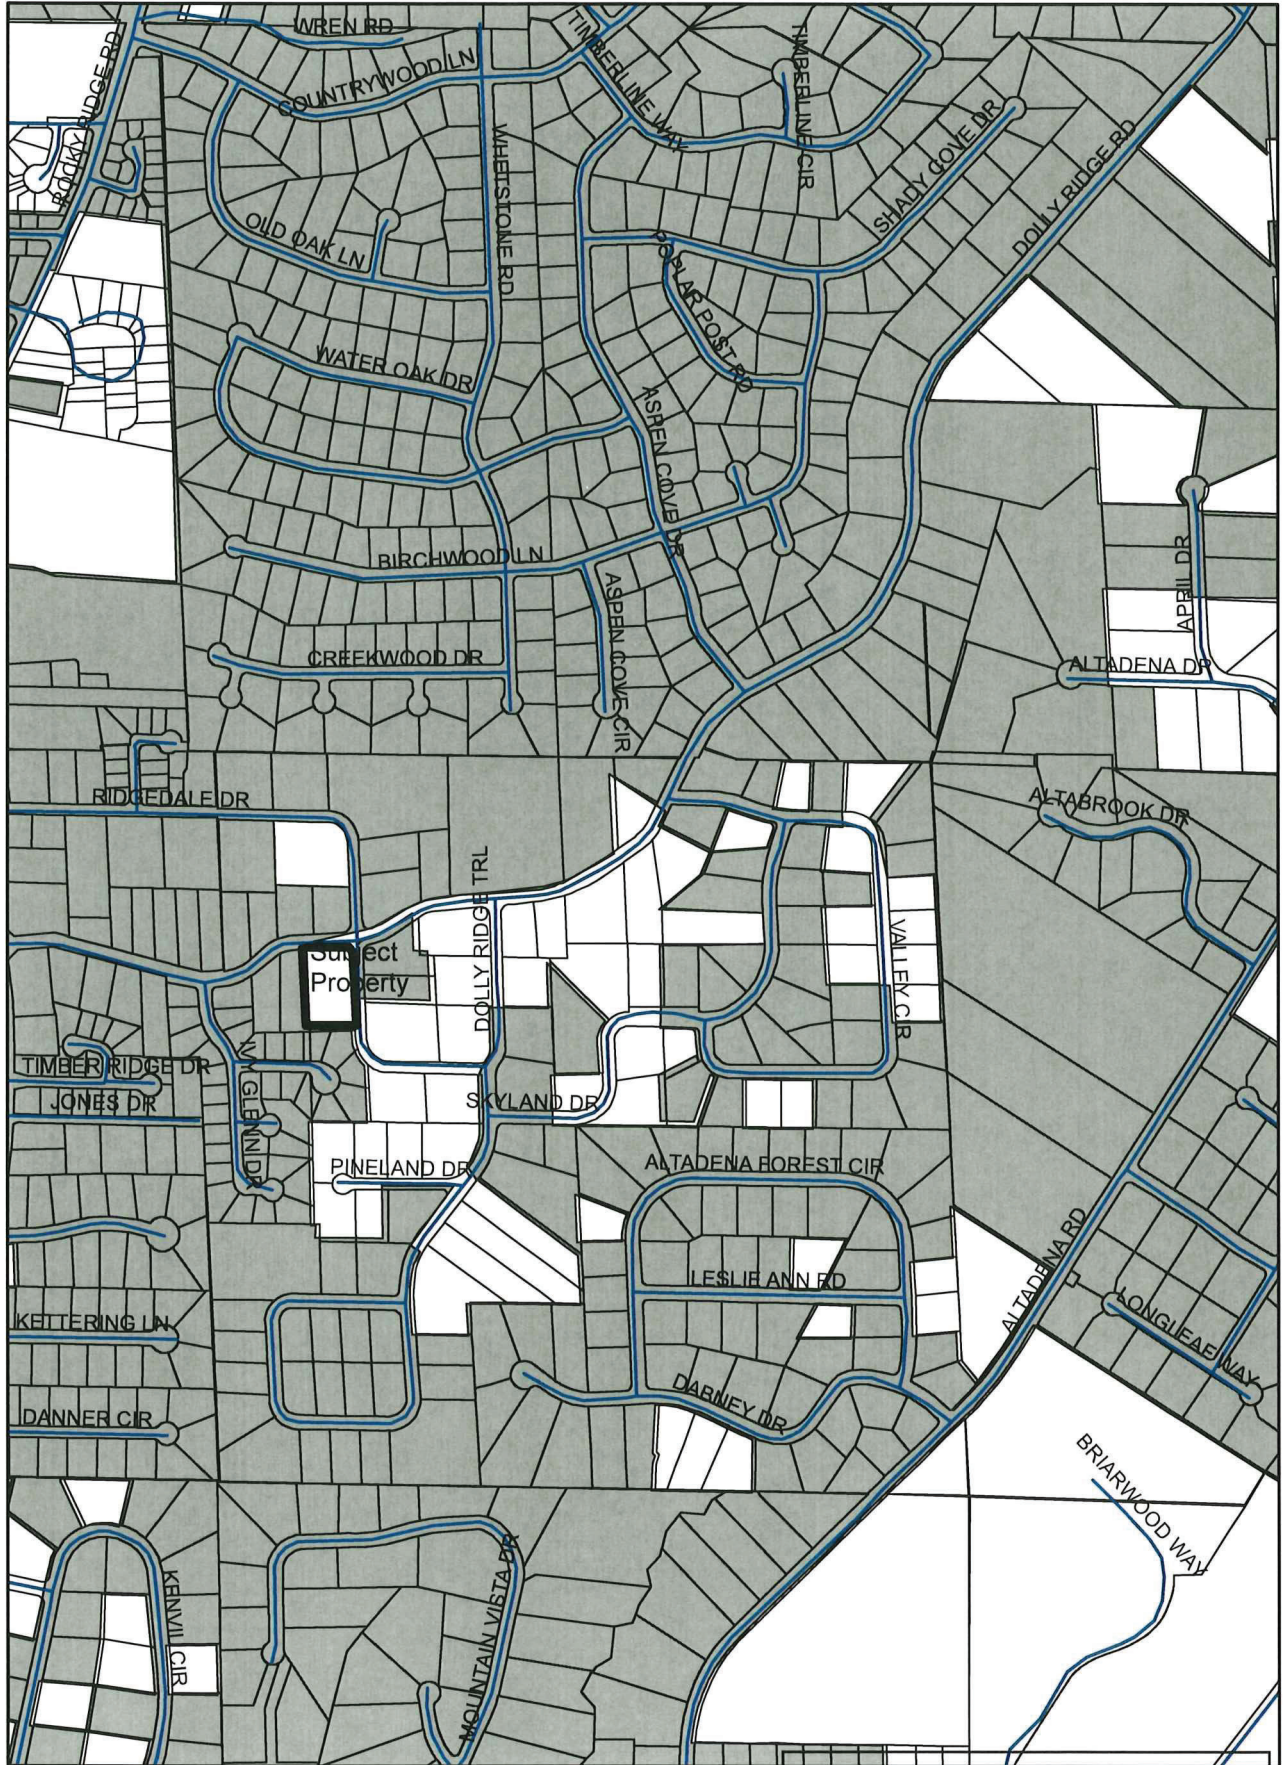 WREN RD
TIMBERLINE WAY
TIMBERLINE CIR
ROCKY RIDGE RD
COUNTRYWOOD LN
WHETSTONE RD
SHADY COVE DR
DOLLY RIDGE RD
OLD OAK LN
POPLAR POST RD
WATER OAK DR
ASPEN COVE DR
BIRCHWOOD LN
ASPEN COVE CIR
APRIL DR
CREEKWOOD DR
ALTADENA DR
RIDGEDALE DR
ALTABROOK DR
DOLLY RIDGE TRL
VALLEY CIR
Subject
Property
TIMBER RIDGE DR
JONES DR
WYGLENN DR
SKYLAND DR
PINELAND DR
ALTADENA FOREST CIR
LESLIE ANN RD
ALTADENA RD
KETTERING LN
LONGLEAF WAY
DANNER CIR
DABNEY DR
BRIARWOOD WAY
KENVIL CIR
MOUNTAIN VISTA DR